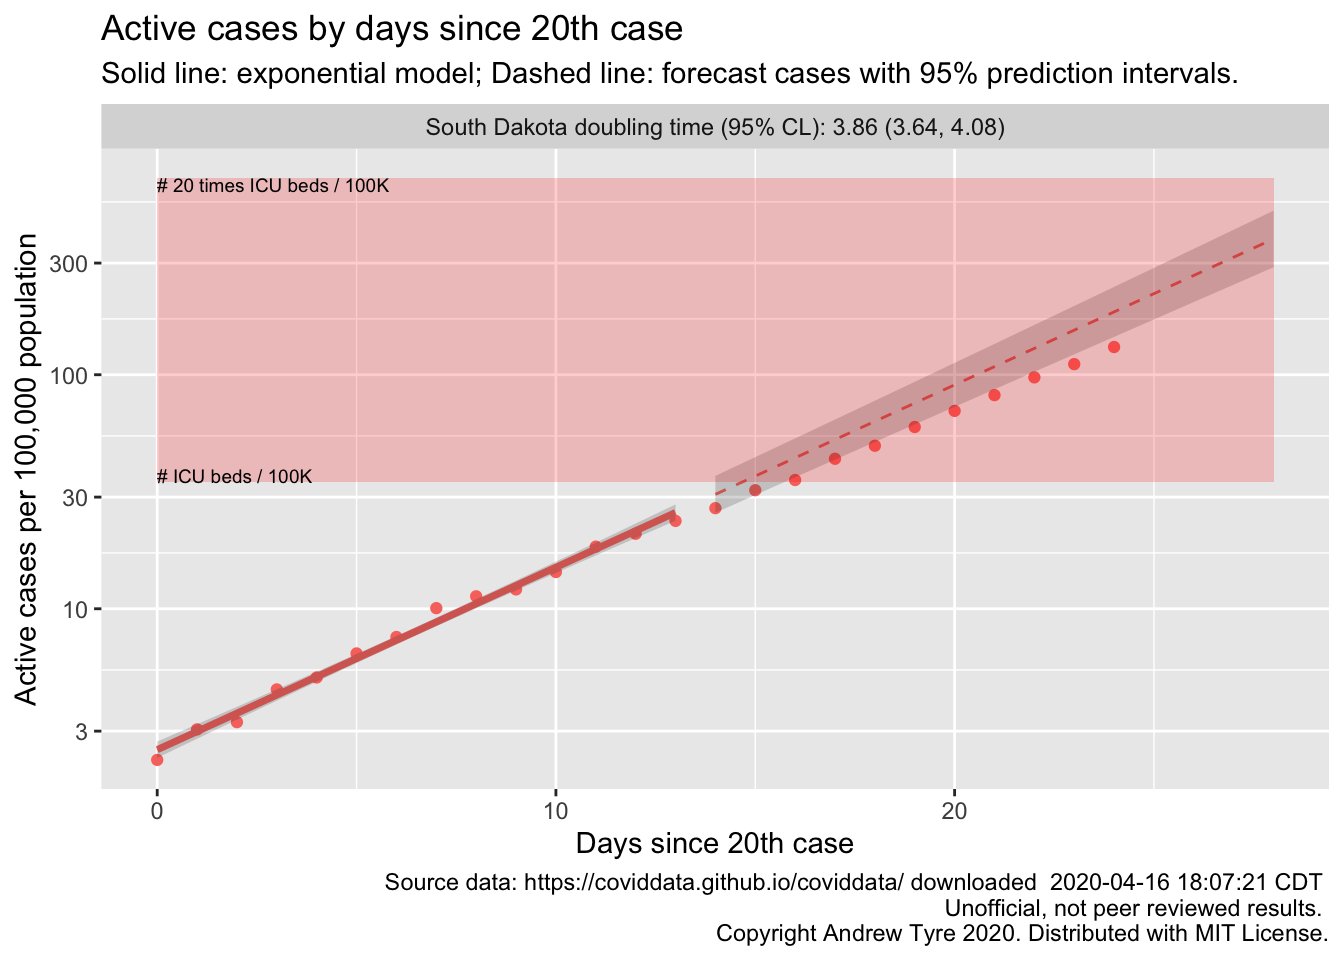 Active cases by days since 20th case
Solid line: exponential model; Dashed line: forecast cases with 95% prediction intervals.
South Dakota doubling time (95% CL): 3.86 (3.64, 4.08)
# 20 times ICU beds / 100K
# ICU beds / 100K
Active cases per 100,000 population
300
100
30
10
3
0
10
20
Days since 20th case
Source data: https://coviddata.github.io/coviddata/ downloaded  2020-04-16 18:07:21 CDT
Unofficial, not peer reviewed results.
Copyright Andrew Tyre 2020. Distributed with MIT License.